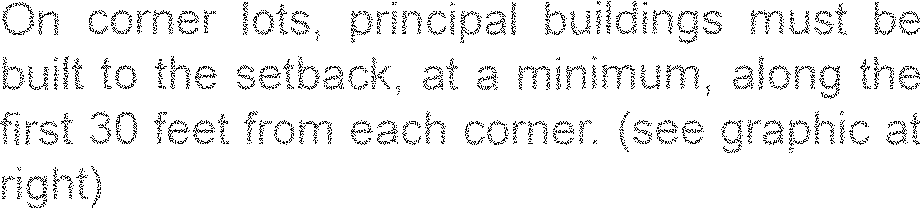 On corner lots, principal buildings must be
built to the setback, at a minimum, along the
first 30 feet from each corner. (see graphic at
right)